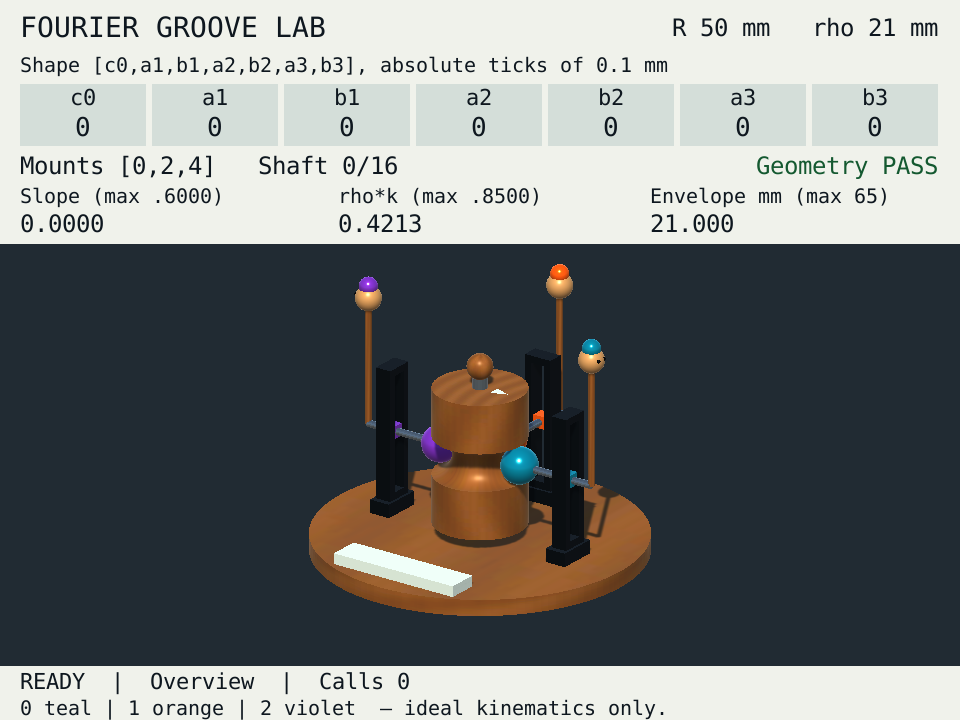 FOURIER GROOVE LAB R 50 mm rho 21 mm
Shape [c0,a1,b1,a2,b2,a3,b3], absolute ticks of 0.1 mm
c0 a1 b1 a2 b2 a3 b3
0 0 0 0 0 0 0
Mounts [0,2,4] Shaft 0/16 Geometry PASS
Slope (max .6000) rho*k (max .8500) Envelope mm (max 65)
0.0000 0.4213 21.000
READY | Overview | Calls 0
0 teal | 1 orange | 2 violet — ideal kinematics only.